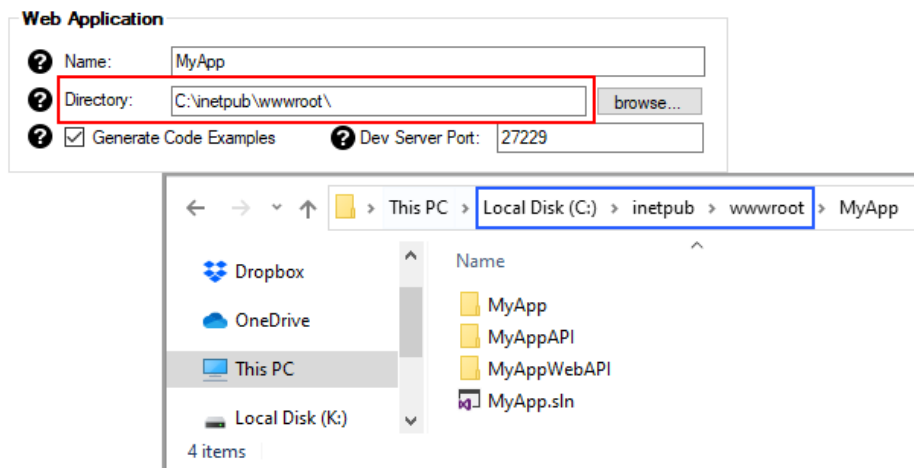 Web Application
Name: MyApp
Directory: C:\inetpub\wwwroot\ browse...
Generate Code Examples Dev Server Port: 27229
This PC > Local Disk (C:) > inetpub > wwwroot > MyApp
Name
Dropbox
MyApp
OneDrive
MyAppAPI
This PC
MyAppWebAPI
MyApp.sln
Local Disk (K:)
4 items